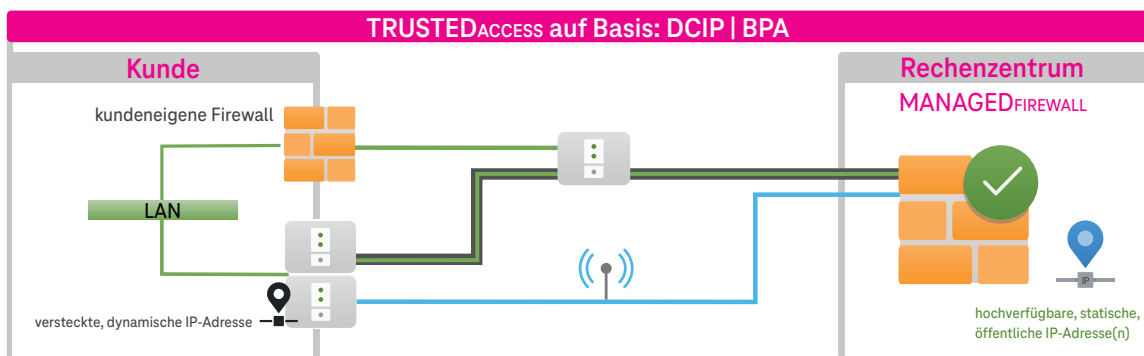 TRUSTEDACCESS auf Basis: DCIP | BPA
Kunde
Rechenzentrum
MANAGEDFIREWALL
kundeneigene Firewall
LAN
versteckte, dynamische IP-Adresse
IP
hochverfügbare, statische,
öffentliche IP-Adresse(n)